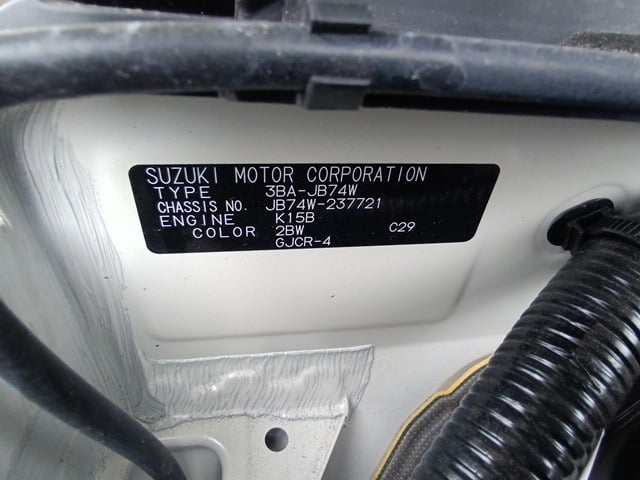 SUZUKI MOTOR CORPORATION
TYPE 3BA-JB74W
CHASSIS NO. JB74W-237721
ENGINE K15B
COLOR 2BW C29
GJCR-4